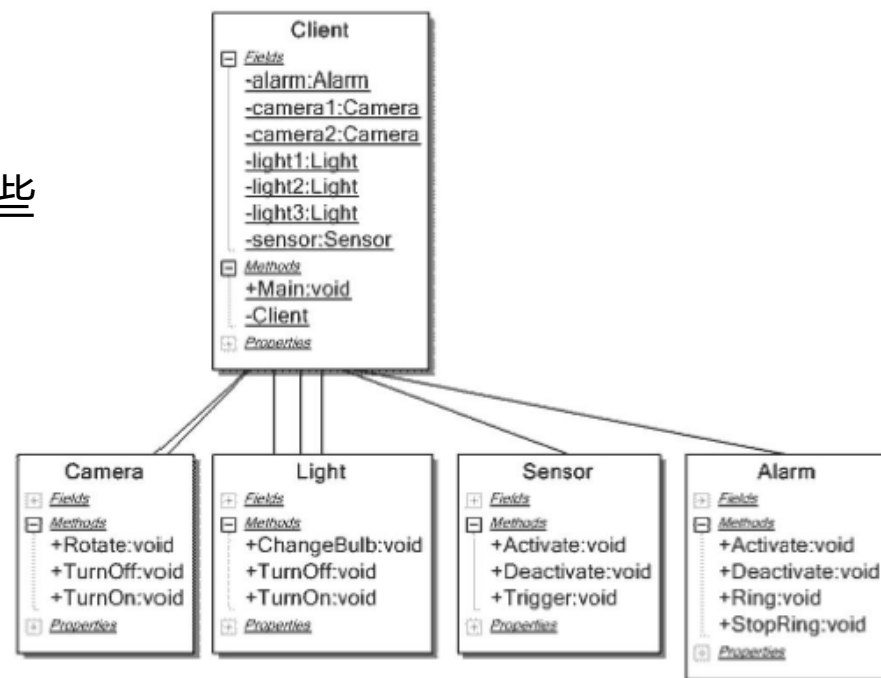 Client
Fields
-alarm:Alarm
-camera1:Camera
-camera2:Camera
些
-light1:Light
-light2:Light
-light3:Light
-sensor:Sensor
Methods
+Main:void
-Client
Properties
Camera
Fields
Methods
+Rotate:void
+TurnOff:void
+TurnOn:void
Properties
Light
Fields
Methods
+ChangeBulb:void
+TurnOff:void
+TurnOn:void
Properties
Sensor
Fields
Methods
+Activate:void
+Deactivate:void
+Trigger:void
Properties
Alarm
Fields
Methods
+Activate:void
+Deactivate:void
+Ring:void
+StopRing:void
Properties